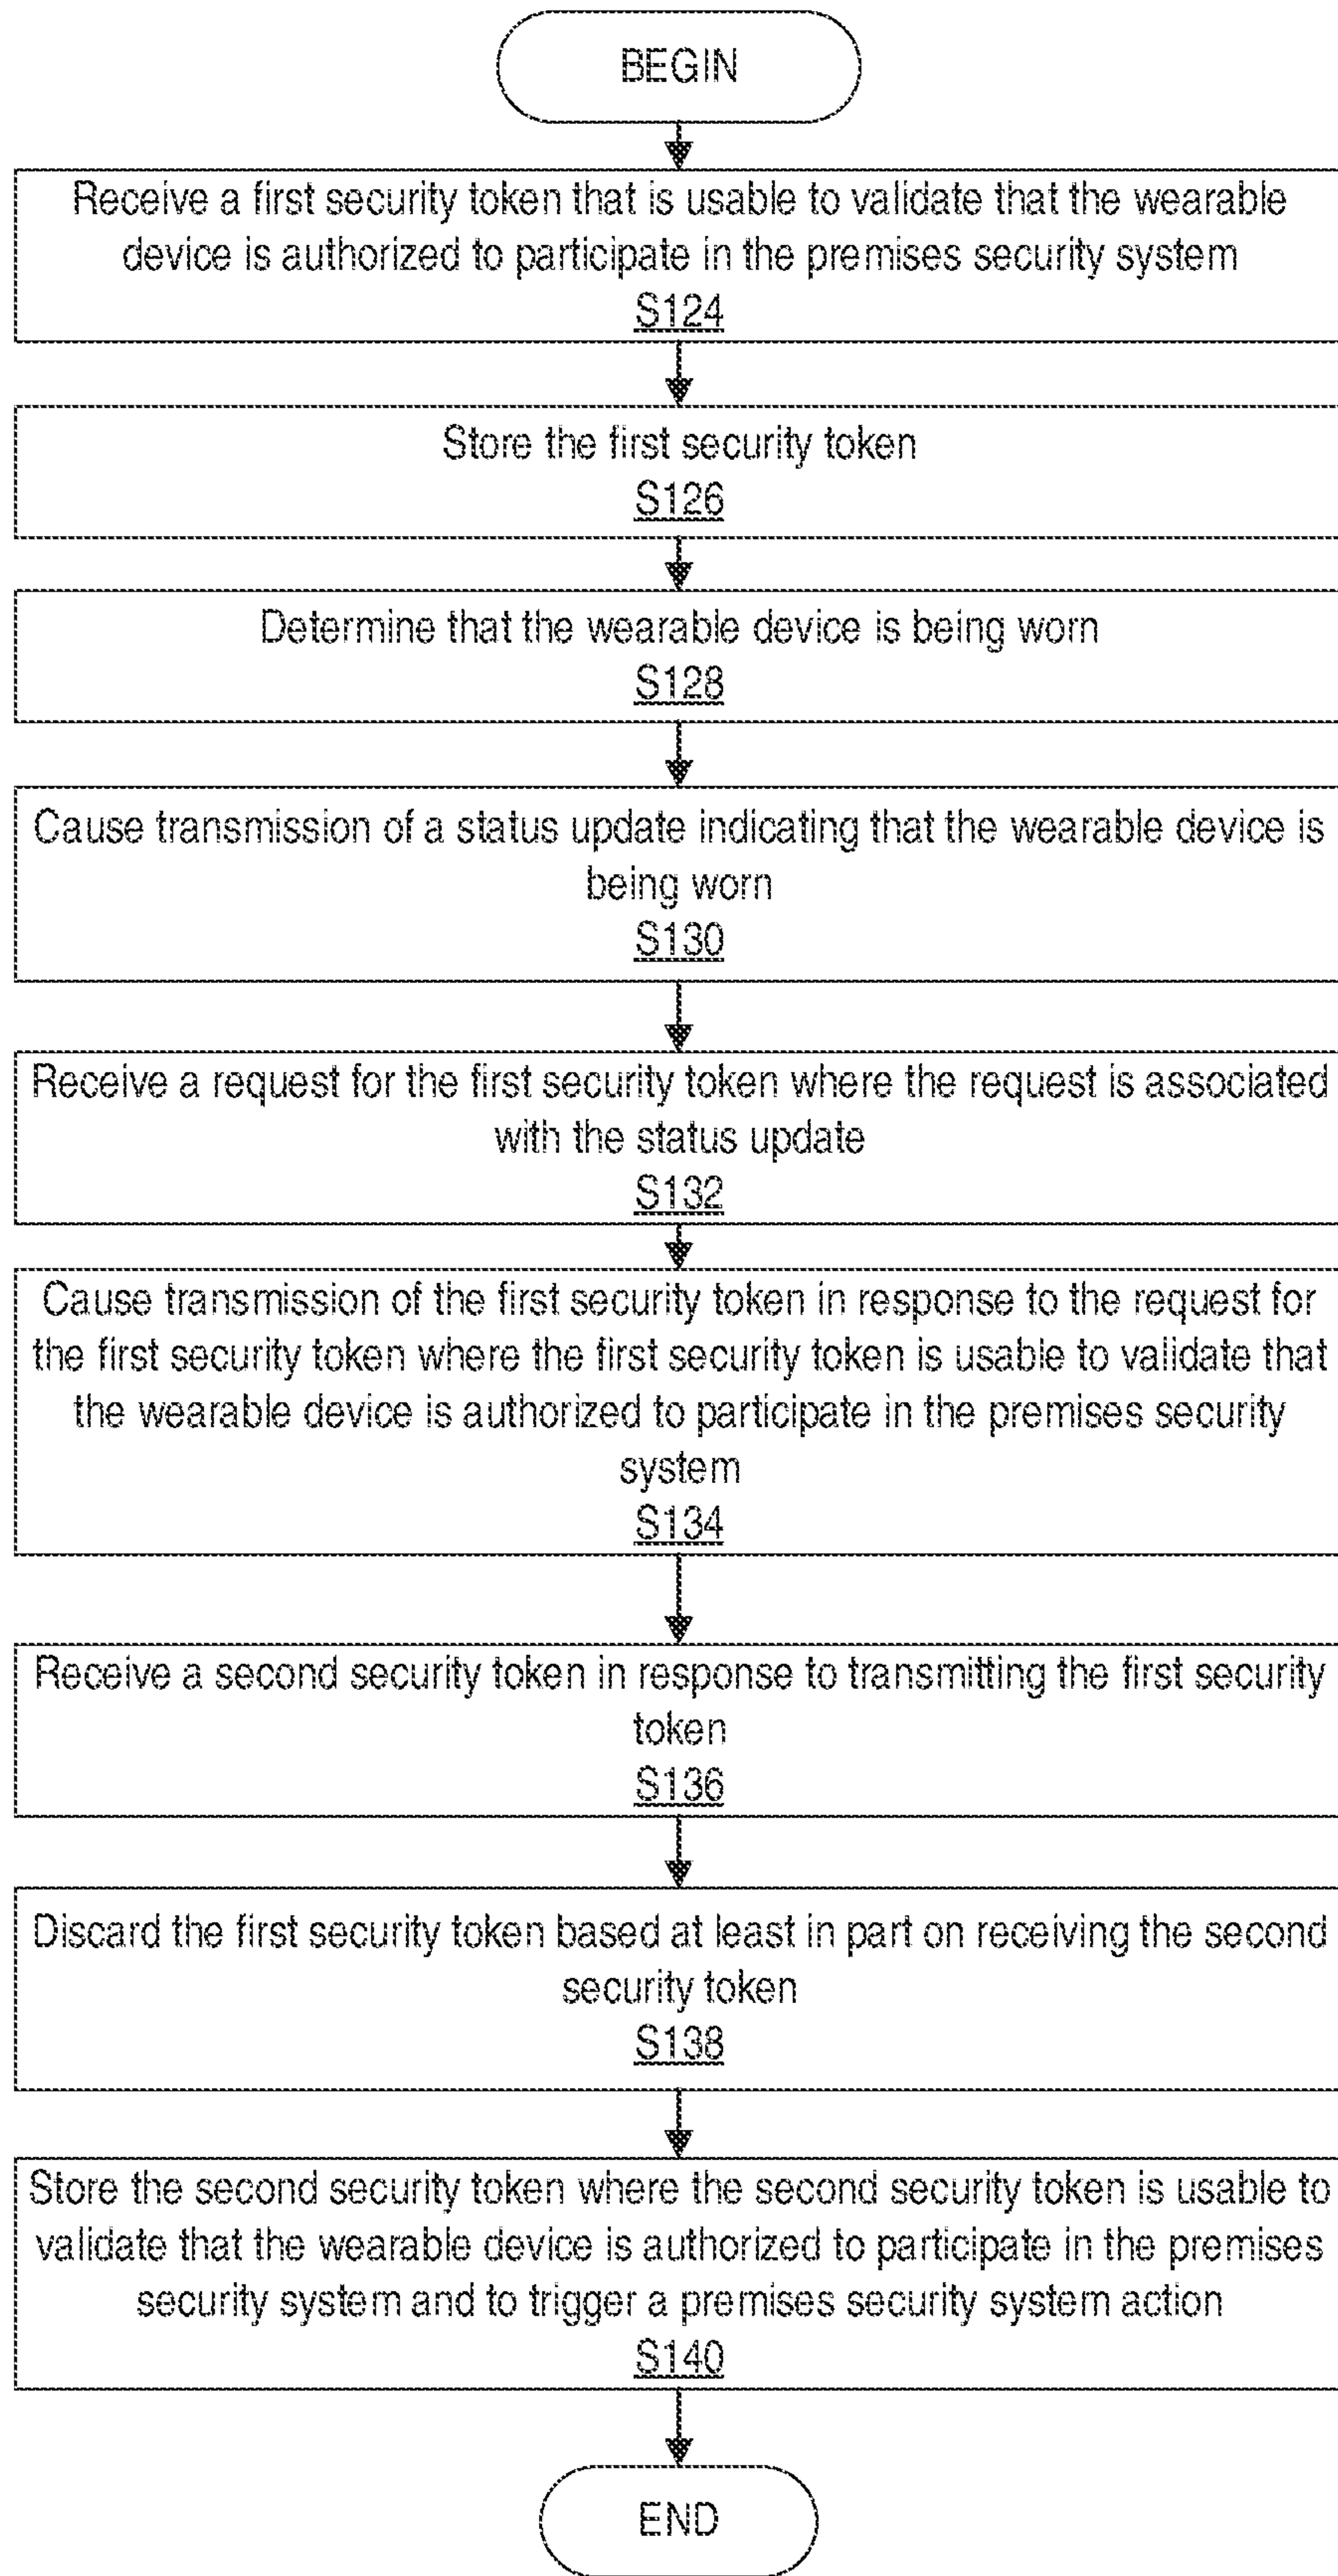 BEGIN
Receive a first security token that is usable to validate that the wearable
device is authorized to participate in the premises security system
S124
Store the first security token
S126
Determine that the wearable device is being worn
S128
Cause transmission of a status update indicating that the wearable device is
being worn
S130
Receive a request for the first security token where the request is associated
with the status update
S132
Cause transmission of the first security token in response to the request for
the first security token where the first security token is usable to validate that
the wearable device is authorized to participate in the premises security
system
S134
Receive a second security token in response to transmitting the first security
token
S136
Discard the first security token based at least in part on receiving the second
security token
S138
Store the second security token where the second security token is usable to
validate that the wearable device is authorized to participate in the premises
security system and to trigger a premises security system action
S140
END